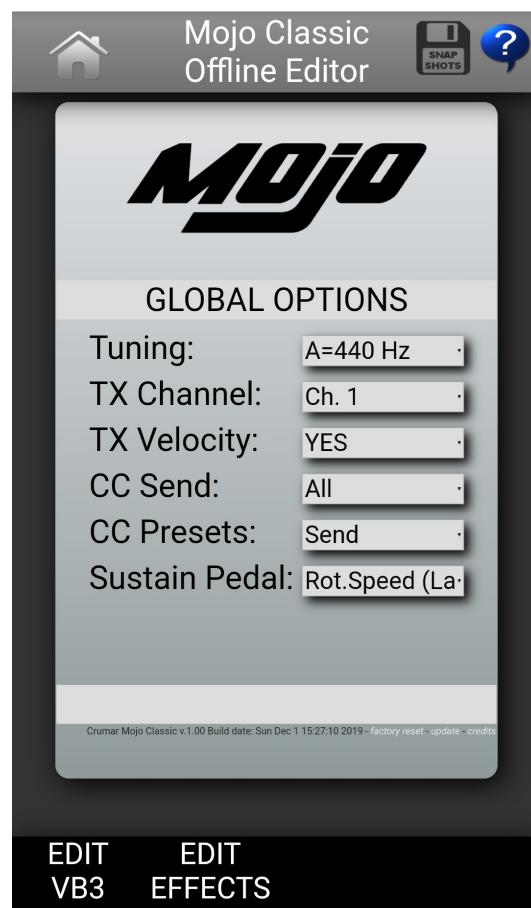 Mojo Classic
Offline Editor
SNAP
SHOTS
?
Mojo
GLOBAL OPTIONS
Tuning: A=440 Hz
TX Channel: Ch. 1
TX Velocity: YES
CC Send: All
CC Presets: Send
Sustain Pedal: Rot.Speed (La
Crumar Mojo Classic v.1.00 Build date: Sun Dec 1 15:27:10 2019 - factory reset - update - credits
EDIT VB3
EDIT EFFECTS